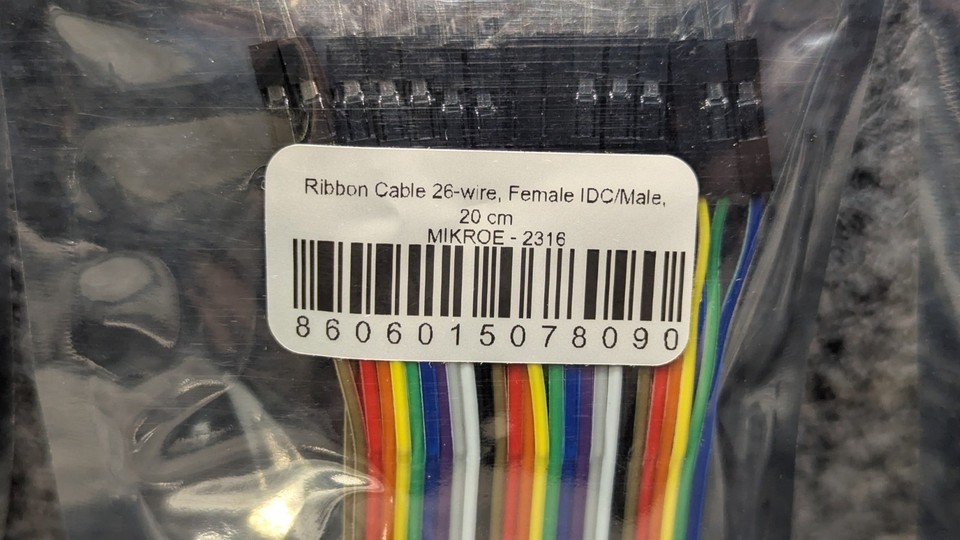 Ribbon Cable 26-wire, Female IDC/Male,
20 cm
MIKROE - 2316
8606015078090